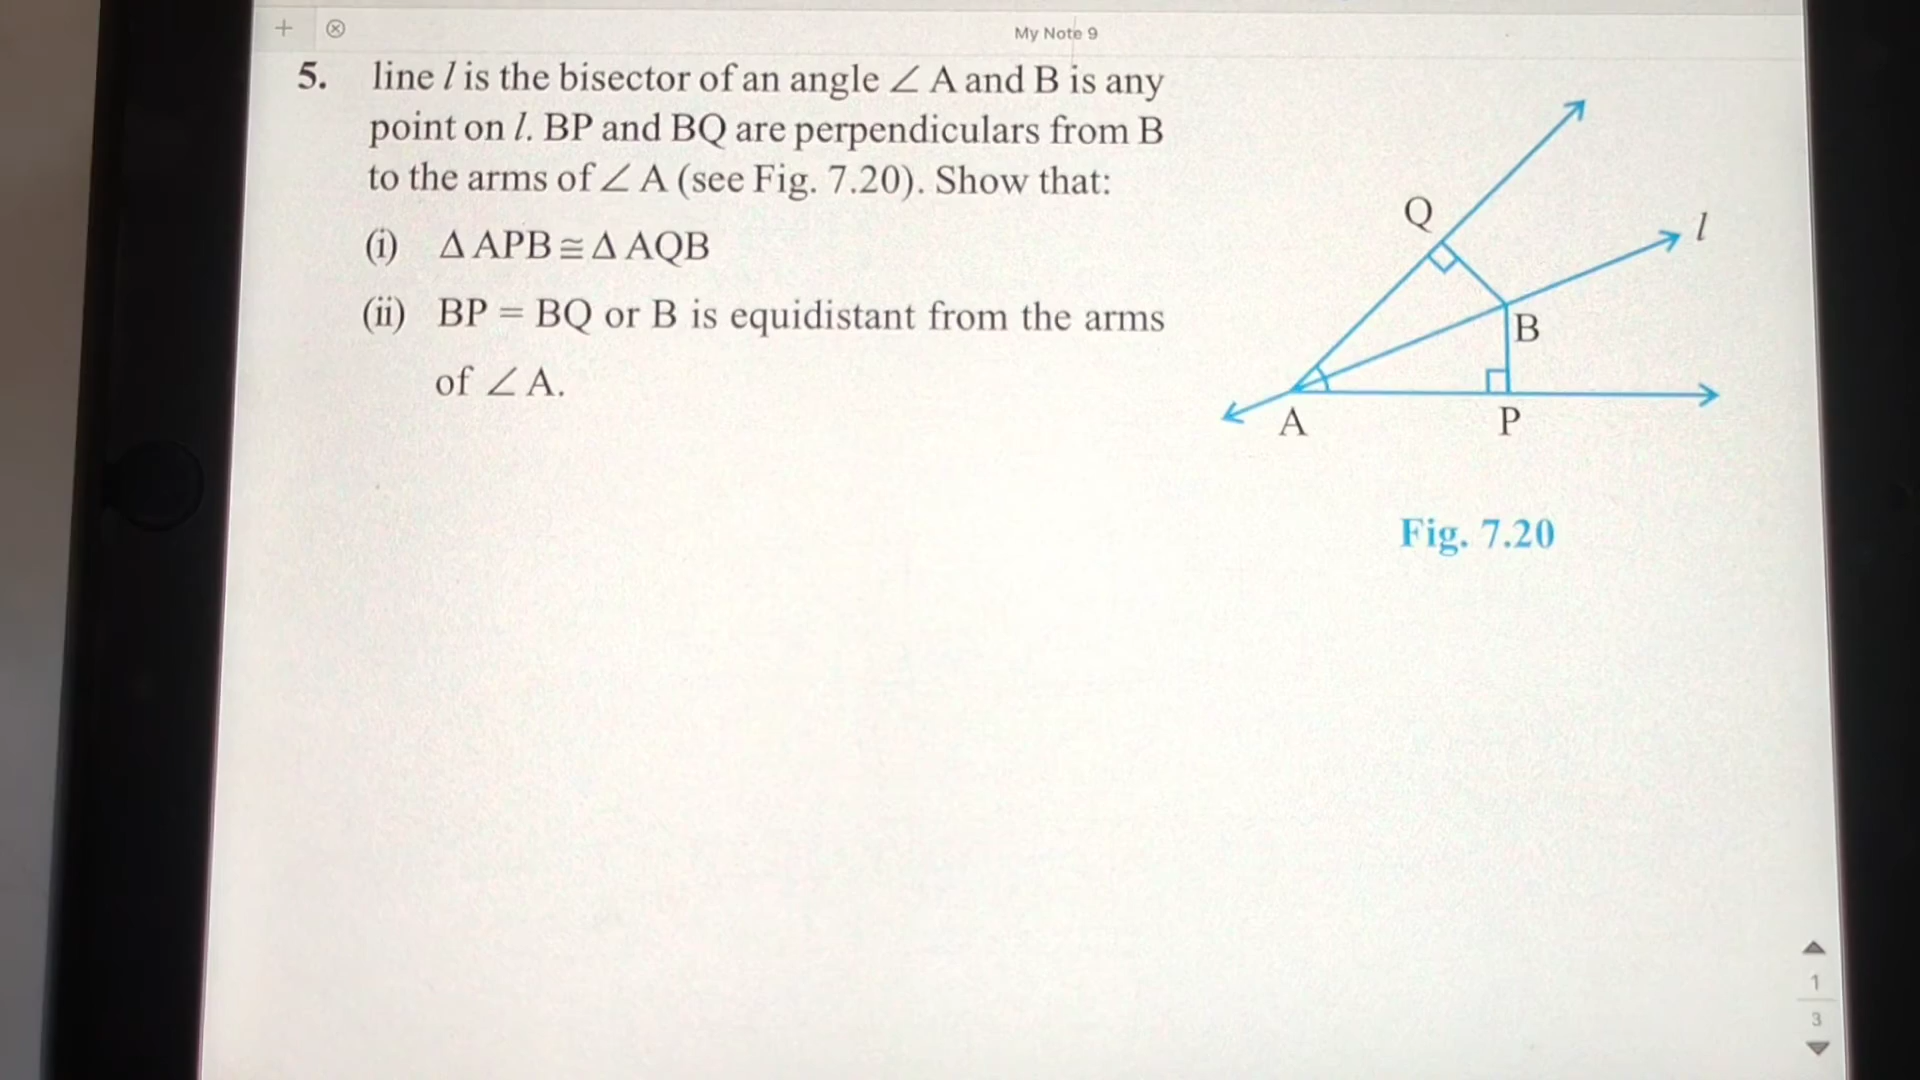 My Note 9
5. line l is the bisector of an angle ∠ A and B is any
point on l. BP and BQ are perpendiculars from B
to the arms of ∠ A (see Fig. 7.20). Show that:
(i) Δ APB ≅ Δ AQB
(ii) BP = BQ or B is equidistant from the arms
of ∠ A.
Q
l
B
A
P
Fig. 7.20
1
3